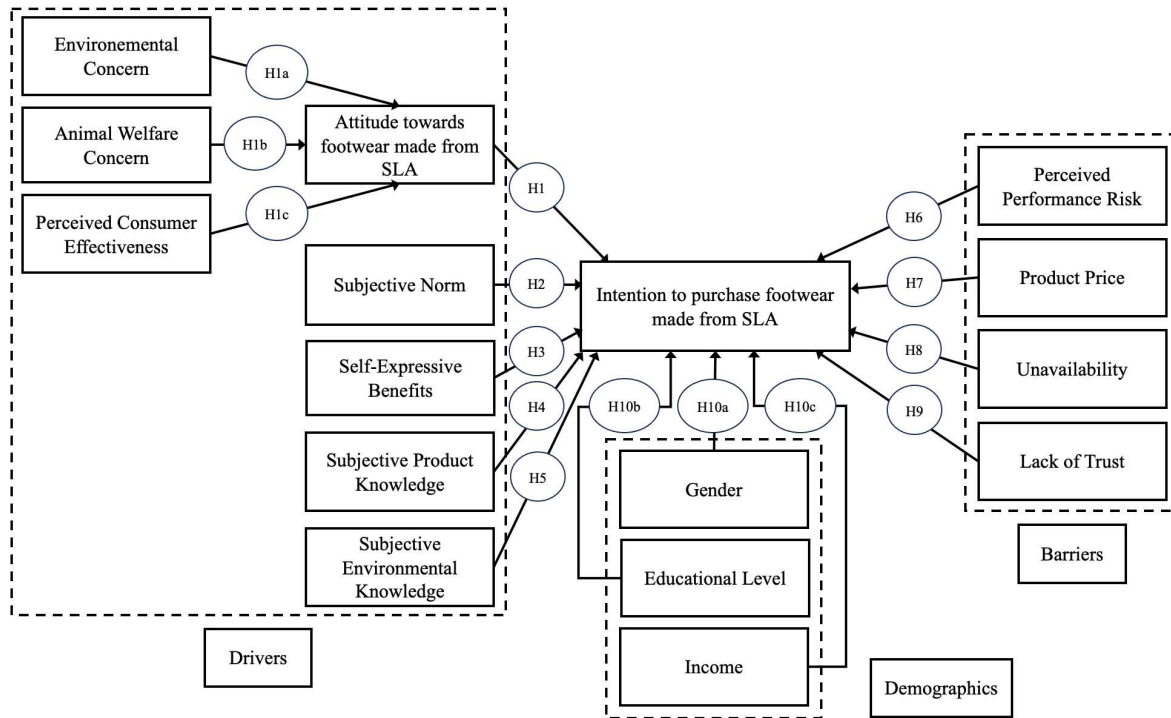 Environemental
Concern
H1a
Animal Welfare
Concern
H1b
Attitude towards
footwear made from
SLA
Perceived Consumer
Effectiveness
H1c
H1
Subjective Norm
H2
Self-Expressive
Benefits
H3
Subjective Product
Knowledge
H4
Subjective
Environmental
Knowledge
H5
Drivers
Intention to purchase footwear
made from SLA
H10b
H10a
H10c
Gender
Educational Level
Income
Demographics
H6
Perceived
Performance Risk
H7
Product Price
H8
Unavailability
H9
Lack of Trust
Barriers